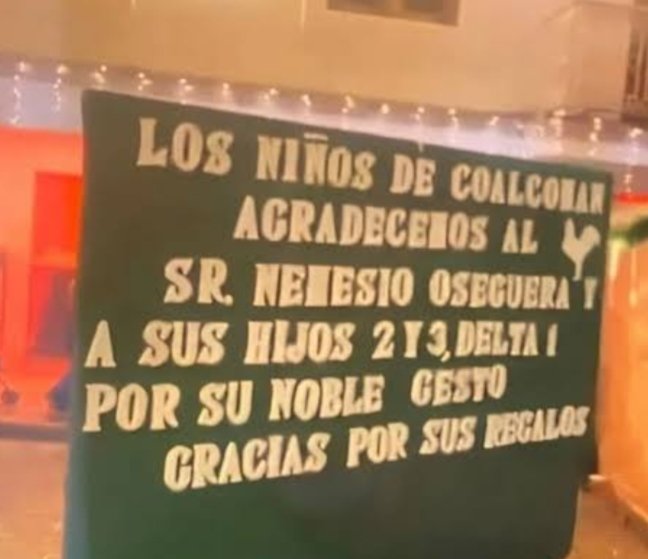 LOS NIÑOS DE COALCOMAN
AGRADECEMOS AL
SR. NEMESIO OSEGUERA Y
A SUS HIJOS 2 Y 3, DELTA 1
POR SU NOBLE GESTO
GRACIAS POR SUS REGALOS